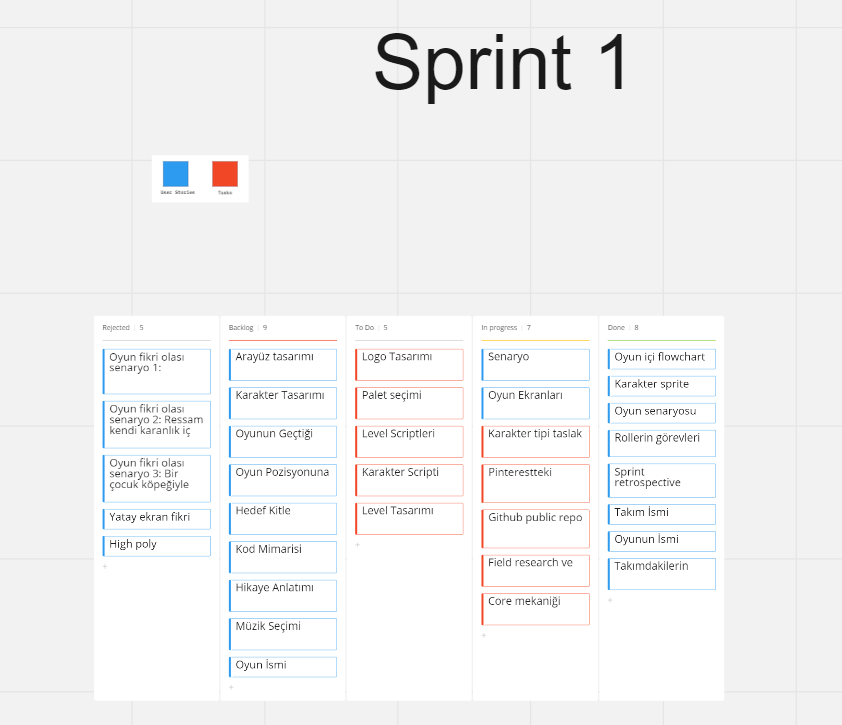 Sprint 1
User Stories
Tasks
Rejected 5
Oyun fikri olası
senaryo 1:
Oyun fikri olası
senaryo 2: Ressam
kendi karanlık iç
Oyun fikri olası
senaryo 3: Bir
çocuk köpeğiyle
Yatay ekran fikri
High poly
Backlog 9
Arayüz tasarımı
Karakter Tasarımı
Oyunun Geçtiği
Oyun Pozisyonuna
Hedef Kitle
Kod Mimarisi
Hikaye Anlatımı
Müzik Seçimi
Oyun İsmi
To Do 5
Logo Tasarımı
Palet seçimi
Level Scriptleri
Karakter Scripti
Level Tasarımı
In progress 7
Senaryo
Oyun Ekranları
Karakter tipi taslak
Pinterestteki
Github public repo
Field research ve
Core mekaniği
Done 8
Oyun içi flowchart
Karakter sprite
Oyun senaryosu
Rollerin görevleri
Sprint
retrospective
Takım İsmi
Oyunun İsmi
Takımdakilerin